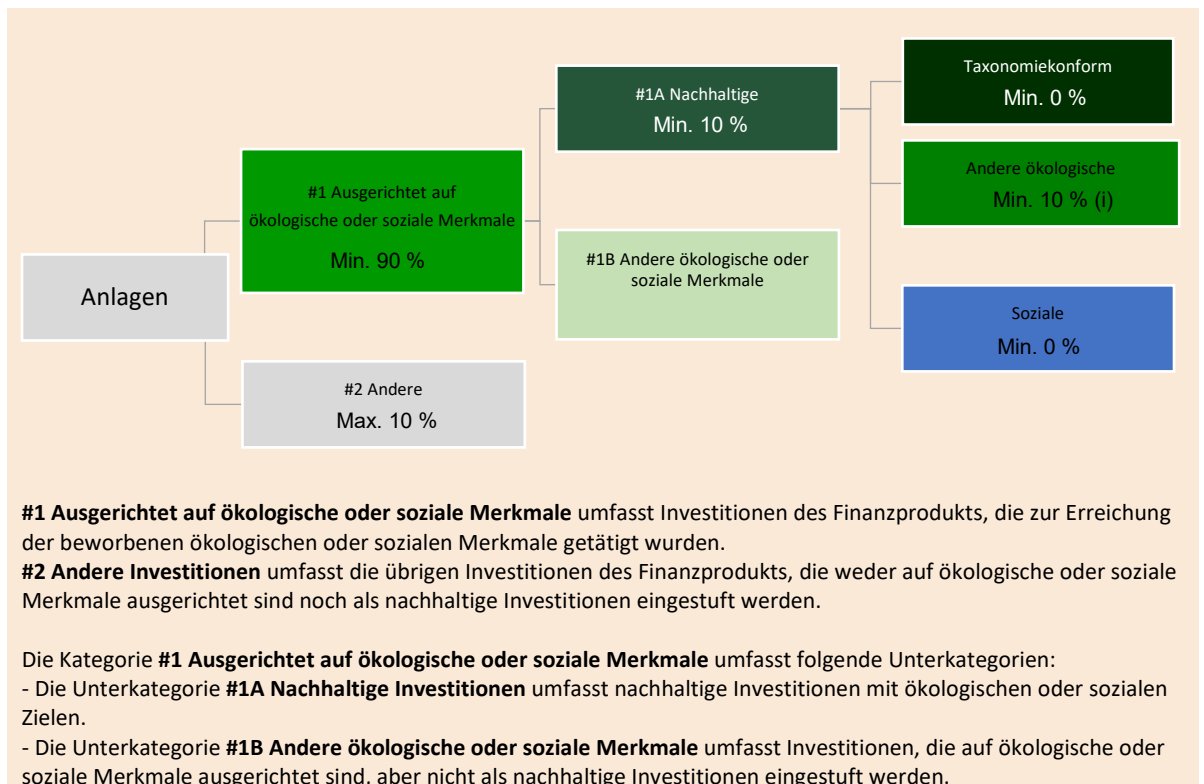 Taxonomiekonform
Min. 0 %
#1A Nachhaltige
Min. 10 %
Andere ökologische
Min. 10 % (i)
#1 Ausgerichtet auf
ökologische oder soziale Merkmale
Min. 90 %
#1B Andere ökologische oder
soziale Merkmale
Anlagen
Soziale
Min. 0 %
#2 Andere
Max. 10 %
#1 Ausgerichtet auf ökologische oder soziale Merkmale umfasst Investitionen des Finanzprodukts, die zur Erreichung
der beworbenen ökologischen oder sozialen Merkmale getätigt wurden.
#2 Andere Investitionen umfasst die übrigen Investitionen des Finanzprodukts, die weder auf ökologische oder soziale
Merkmale ausgerichtet sind noch als nachhaltige Investitionen eingestuft werden.
Die Kategorie #1 Ausgerichtet auf ökologische oder soziale Merkmale umfasst folgende Unterkategorien:
- Die Unterkategorie #1A Nachhaltige Investitionen umfasst nachhaltige Investitionen mit ökologischen oder sozialen
Zielen.
- Die Unterkategorie #1B Andere ökologische oder soziale Merkmale umfasst Investitionen, die auf ökologische oder
soziale Merkmale ausgerichtet sind, aber nicht als nachhaltige Investitionen eingestuft werden.